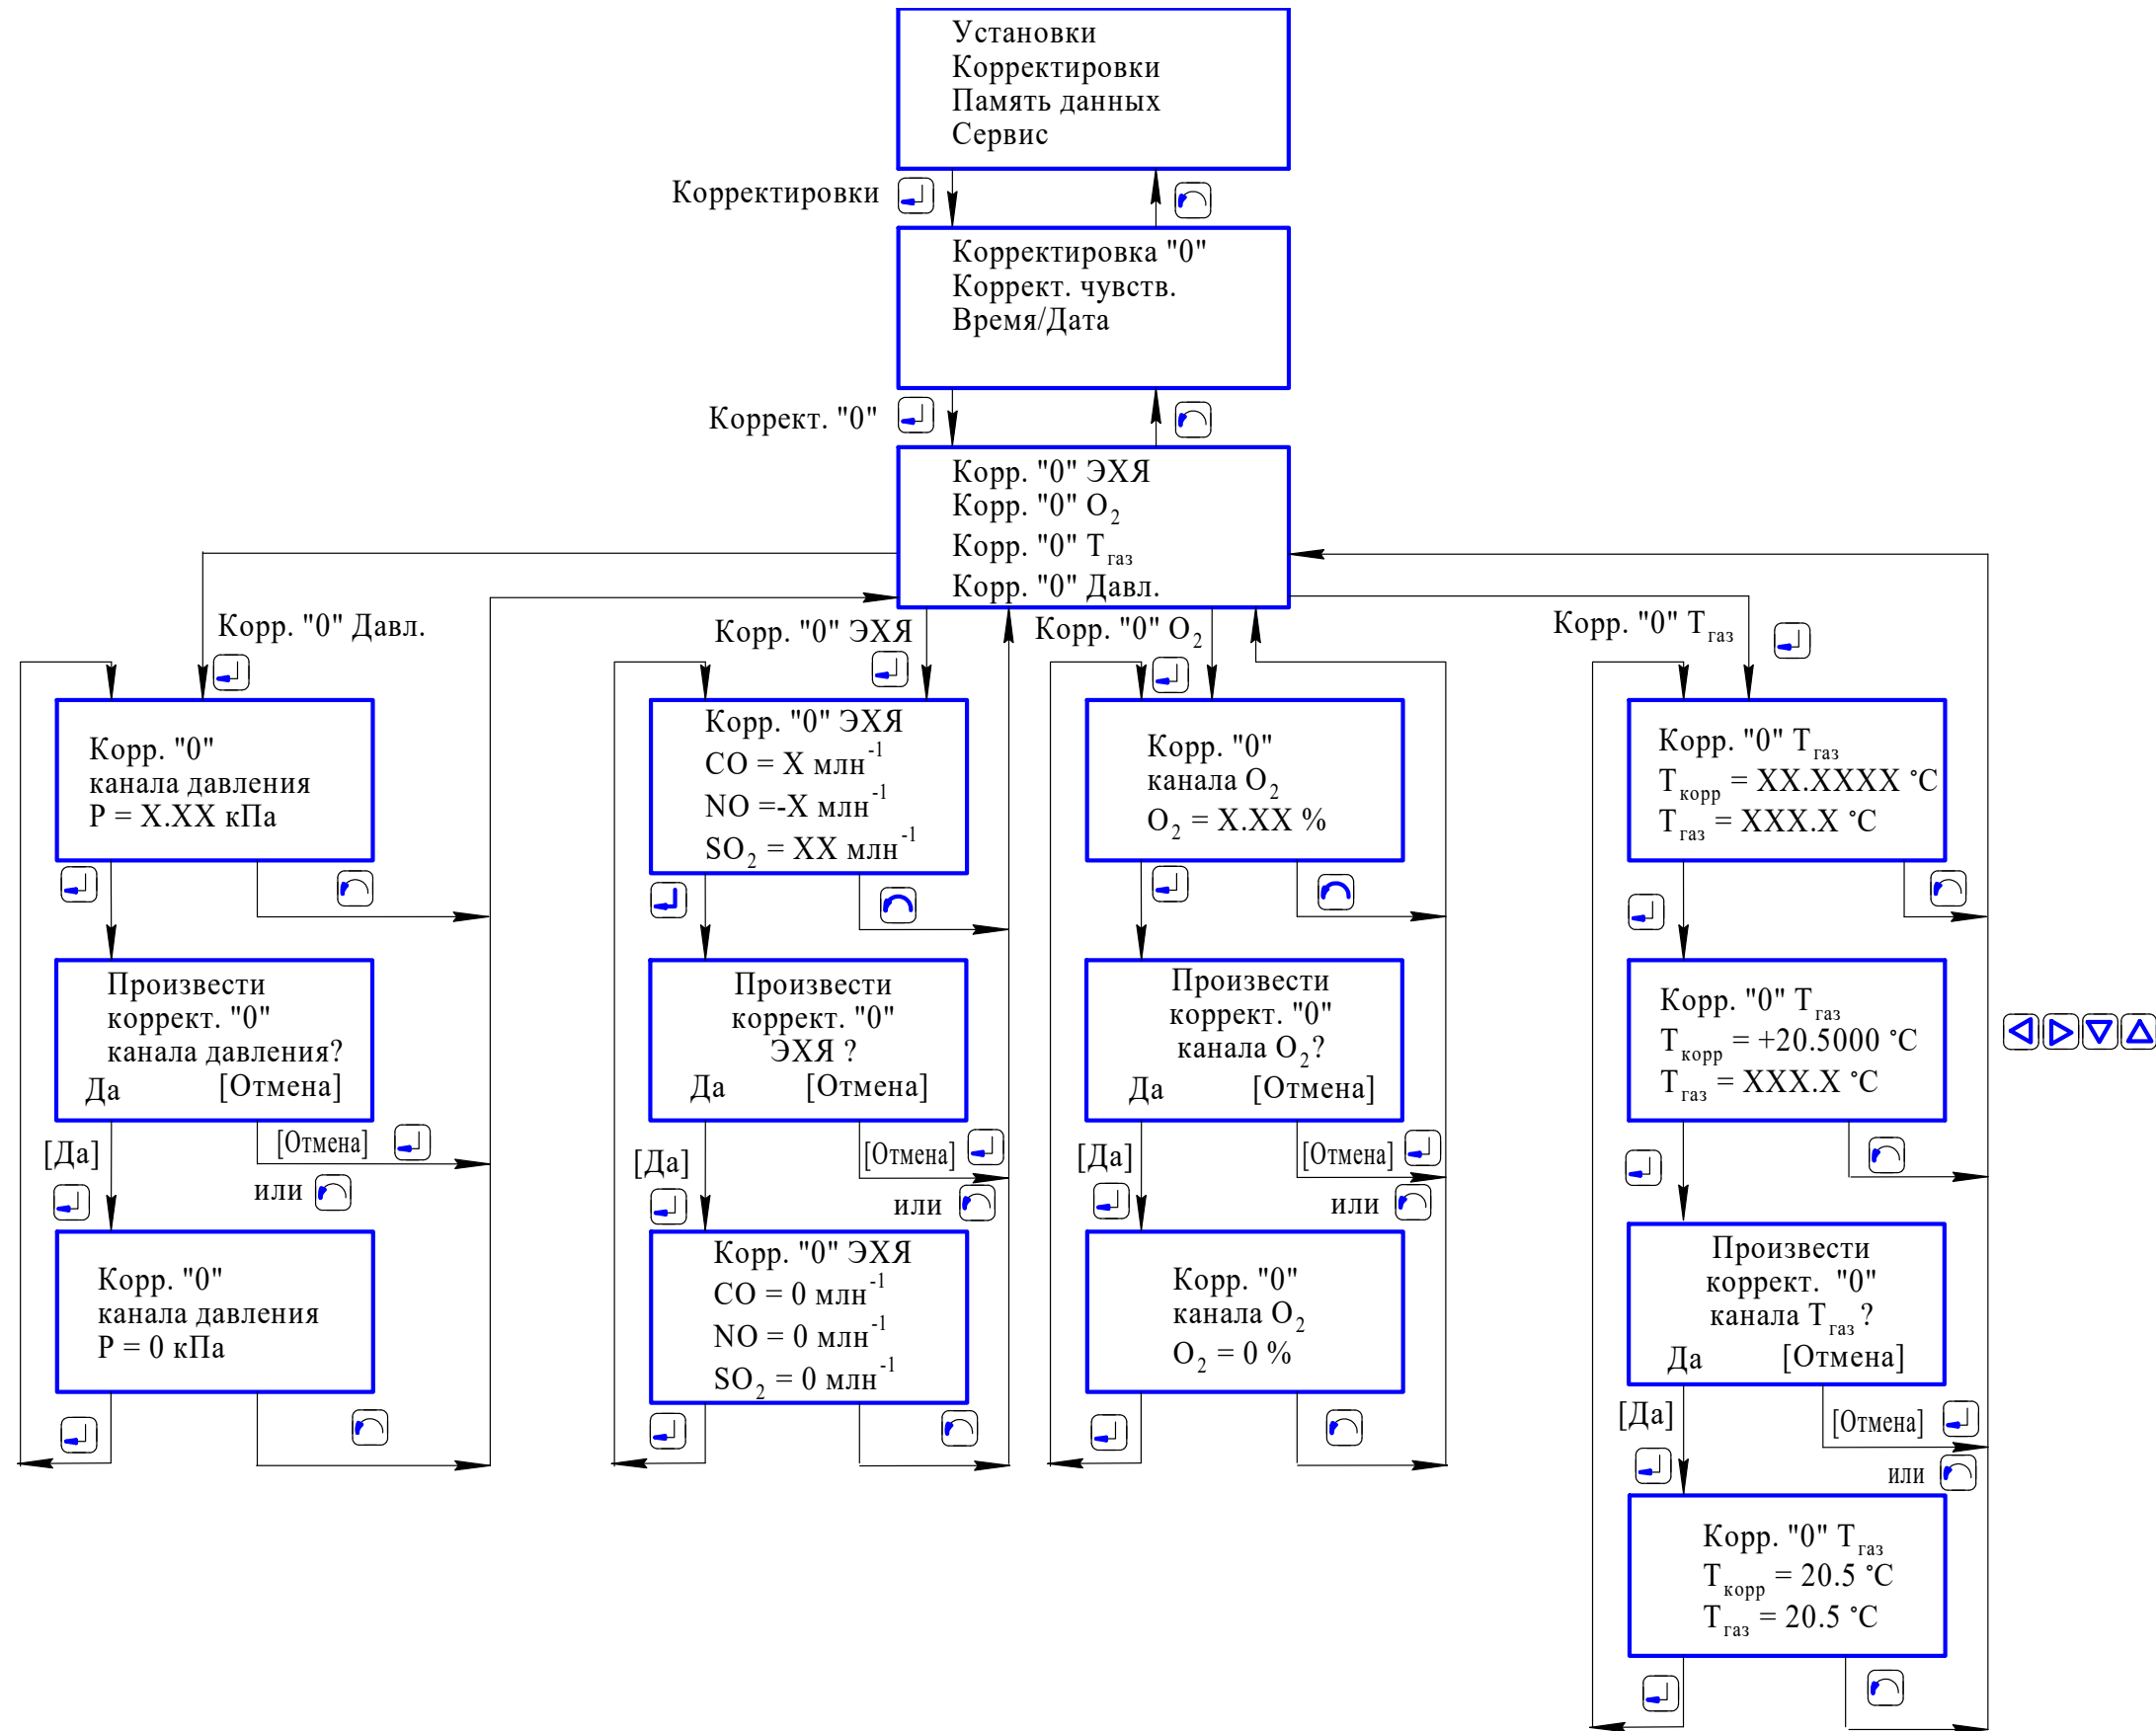 Установки
Корректировки
Память данных
Сервис
Корректировки
Корректировка "0"
Коррект. чувств.
Время/Дата
Коррект. "0"
Корр. "0" ЭХЯ
Корр. "0" O₂
Корр. "0" Tгаз
Корр. "0" Давл.
Корр. "0" Давл.
Корр. "0"
канала давления
P = X.XX кПа
Произвести
коррект. "0"
канала давления?
Да [Отмена]
[Да]
[Отмена]
или
Корр. "0"
канала давления
P = 0 кПа
Корр. "0" ЭХЯ
Корр. "0" ЭХЯ
CO = X млн⁻¹
NO =-X млн⁻¹
SO₂ = XX млн⁻¹
Произвести
коррект. "0"
ЭХЯ ?
Да [Отмена]
[Да]
[Отмена]
или
Корр. "0" ЭХЯ
CO = 0 млн⁻¹
NO = 0 млн⁻¹
SO₂ = 0 млн⁻¹
Корр. "0" O₂
Корр. "0"
канала O₂
O₂ = X.XX %
Произвести
коррект. "0"
канала O₂?
Да [Отмена]
[Да]
[Отмена]
или
Корр. "0"
канала O₂
O₂ = 0 %
Корр. "0" Tгаз
Корр. "0" Tгаз
Tкорр = XX.XXXX °C
Tгаз = XXX.X °C
Корр. "0" Tгаз
Tкорр = +20.5000 °C
Tгаз = XXX.X °C
Произвести
коррект. "0"
канала Tгаз ?
Да [Отмена]
[Да]
[Отмена]
или
Корр. "0" Tгаз
Tкорр = 20.5 °C
Tгаз = 20.5 °C